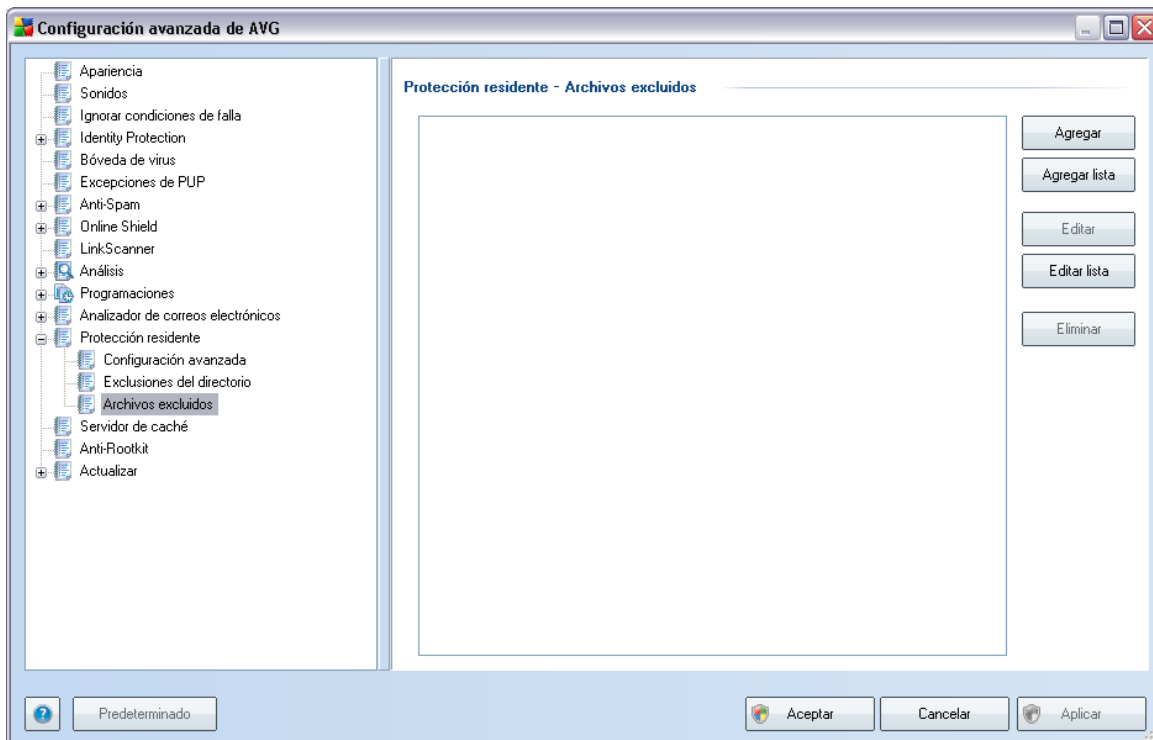 Configuración avanzada de AVG
Apariencia
Sonidos
Ignorar condiciones de falla
Identity Protection
Bóveda de virus
Excepciones de PUP
Anti-Spam
Online Shield
LinkScanner
Análisis
Programaciones
Analizador de correos electrónicos
Protección residente
Configuración avanzada
Exclusiones del directorio
Archivos excluidos
Servidor de caché
Anti-Rootkit
Actualizar
Protección residente - Archivos excluidos
Agregar
Agregar lista
Editar
Editar lista
Eliminar
Predeterminado
Aceptar
Cancelar
Aplicar